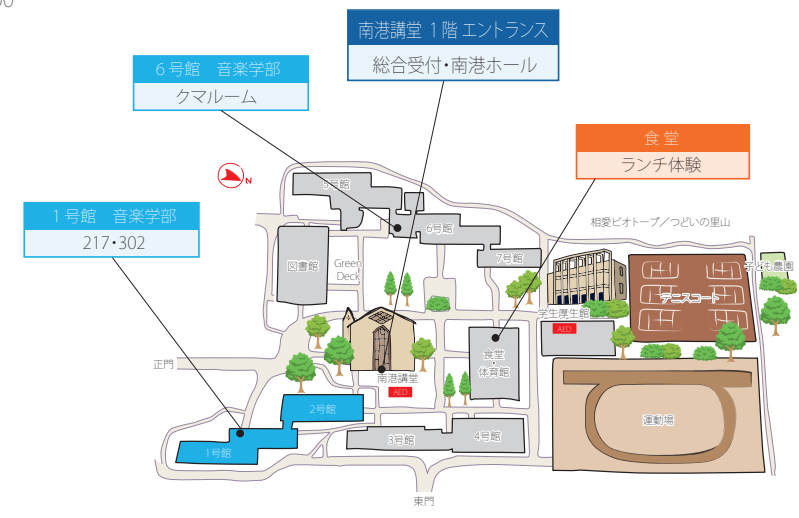 00
南港講堂 1階 エントランス
総合受付・南港ホール
6号館 音楽学部
クマルーム
食堂
ランチ体験
1号館 音楽学部
217・302
N
5号館
6号館
7号館
相愛ビオトープ／つどいの里山
図書館
Green
Deck
子ども農園
テニスコート
学生厚生館
AED
正門
南港講堂
AED
食堂
・
体育館
2号館
1号館
3号館
4号館
運動場
東門